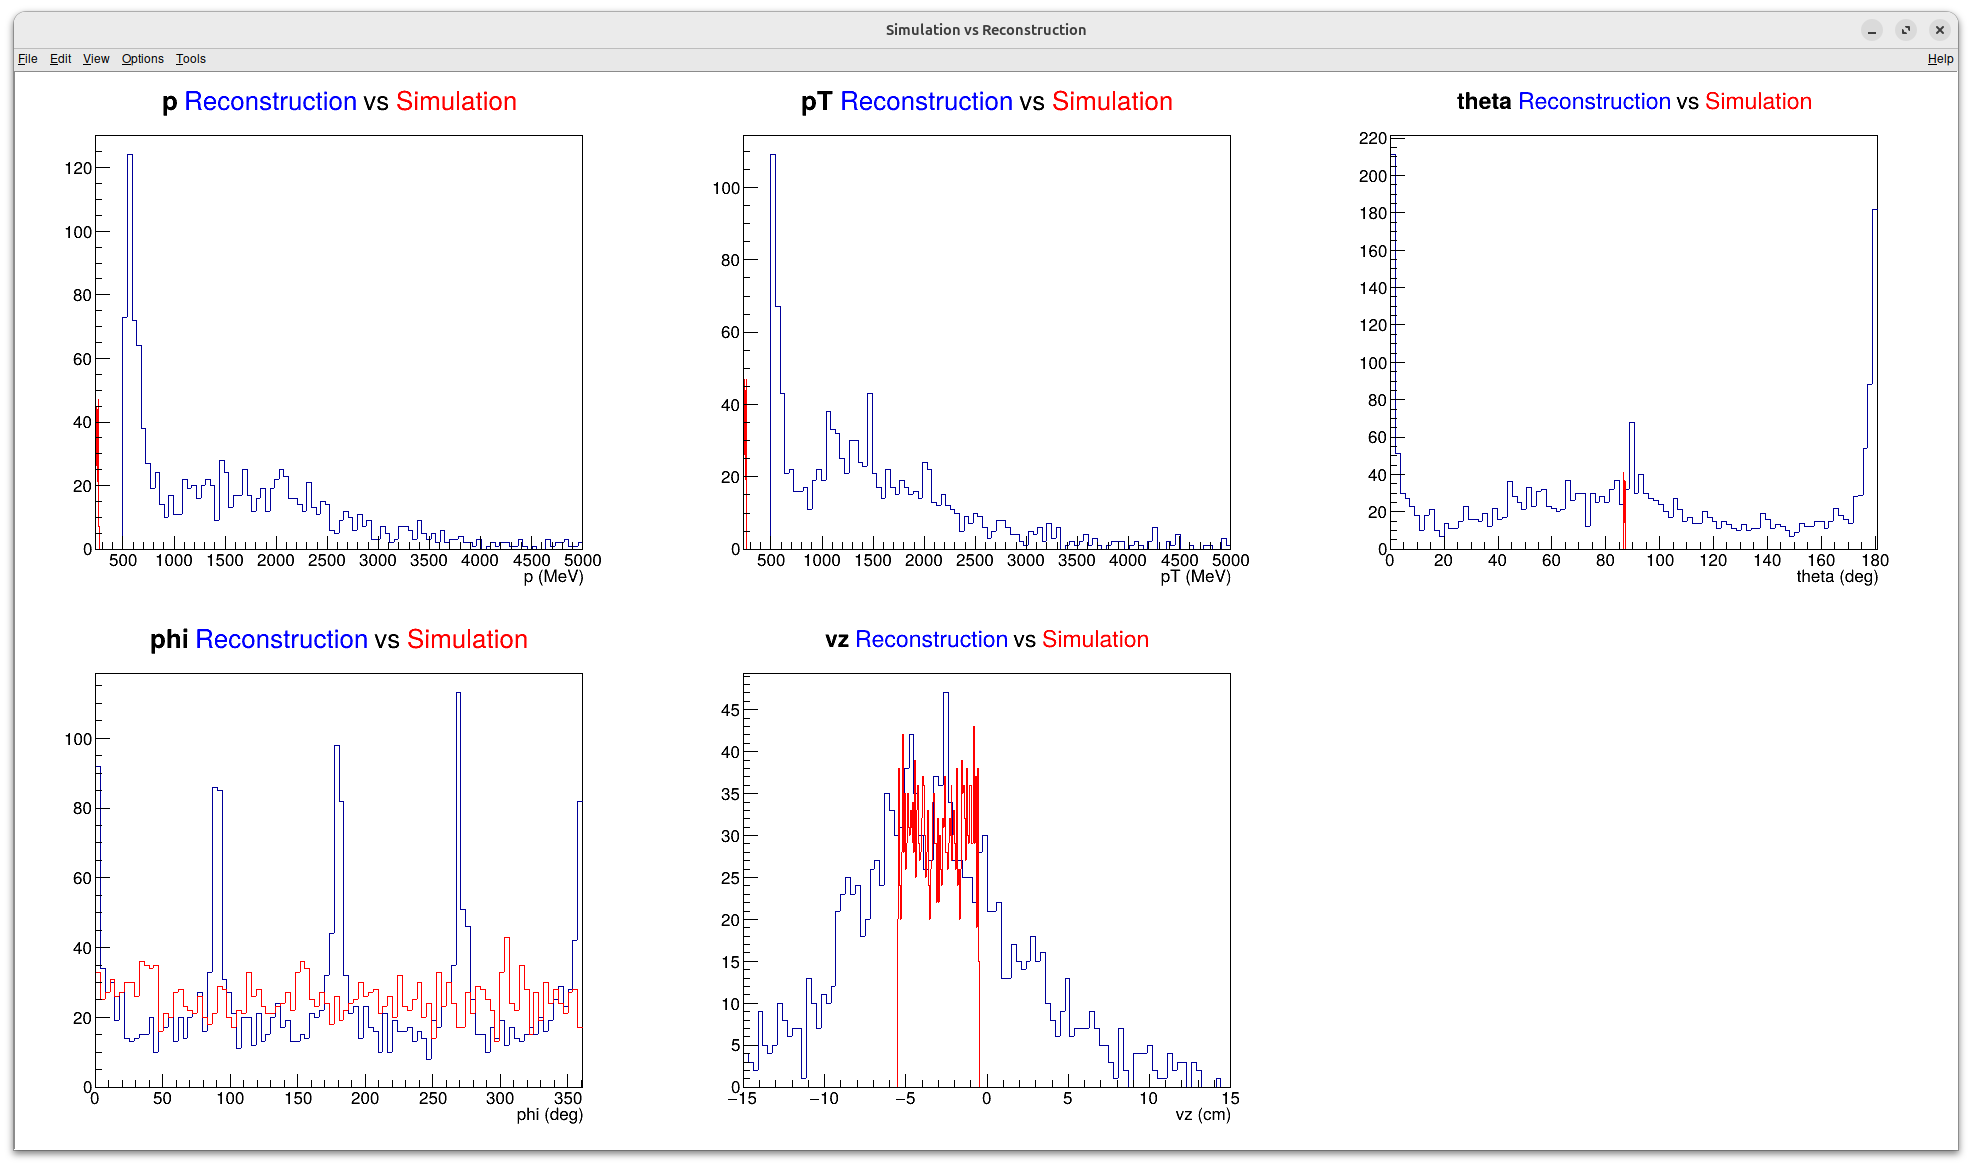 Simulation vs Reconstruction
File Edit View Options Tools Help
p Reconstruction vs Simulation
120
100
80
60
40
20
0
500 1000 1500 2000 2500 3000 3500 4000 4500 5000
p (MeV)
pT Reconstruction vs Simulation
100
80
60
40
20
0
500 1000 1500 2000 2500 3000 3500 4000 4500 5000
pT (MeV)
theta Reconstruction vs Simulation
220
200
180
160
140
120
100
80
60
40
20
0
0 20 40 60 80 100 120 140 160 180
theta (deg)
phi Reconstruction vs Simulation
100
80
60
40
20
0
0 50 100 150 200 250 300 350
phi (deg)
vz Reconstruction vs Simulation
45
40
35
30
25
20
15
10
5
0
−15 −10 −5 0 5 10 15
vz (cm)